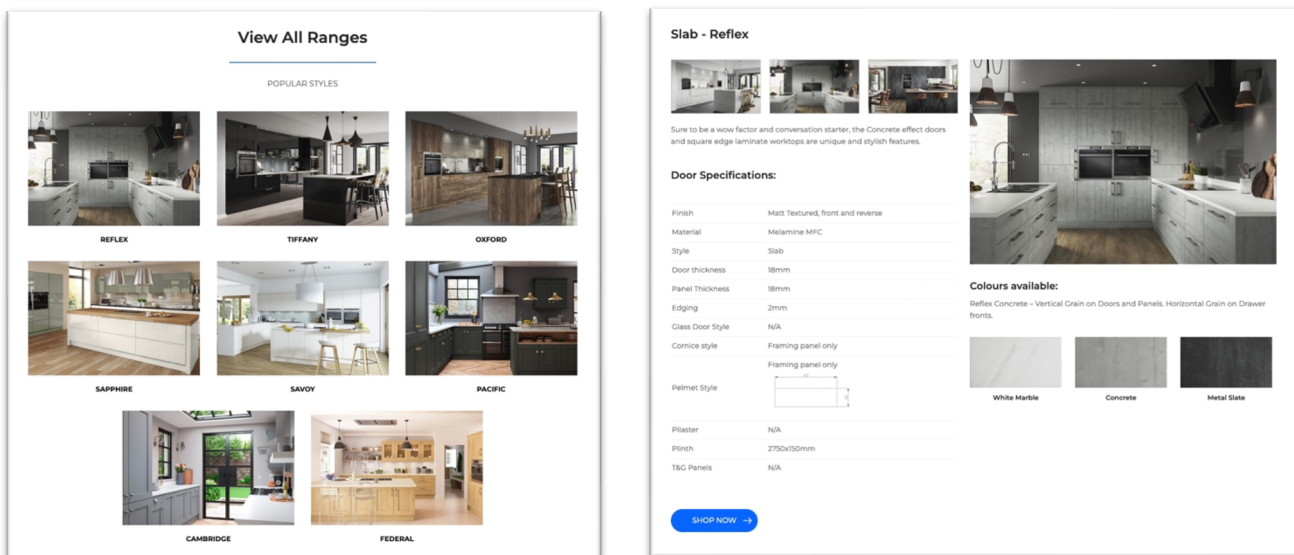 View All Ranges
POPULAR STYLES
REFLEX
TIFFANY
OXFORD
SAPPHIRE
SAVOY
PACIFIC
CAMBRIDGE
FEDERAL
Slab - Reflex
Sure to be a wow factor and conversation starter, the Concrete effect doors
and square edge laminate worktops are unique and stylish features.
Door Specifications:
Finish Matt Textured, front and reverse
Material Melamine MFC
Style Slab
Door thickness 18mm
Panel Thickness 18mm
Edging 2mm
Glass Door Style N/A
Cornice style Framing panel only
Framing panel only
Pelmet Style
Pilaster N/A
Plinth 2750x150mm
T&G Panels N/A
SHOP NOW →
Colours available:
Reflex Concrete – Vertical Grain on Doors and Panels. Horizontal Grain on Drawer
fronts.
White Marble
Concrete
Metal Slate